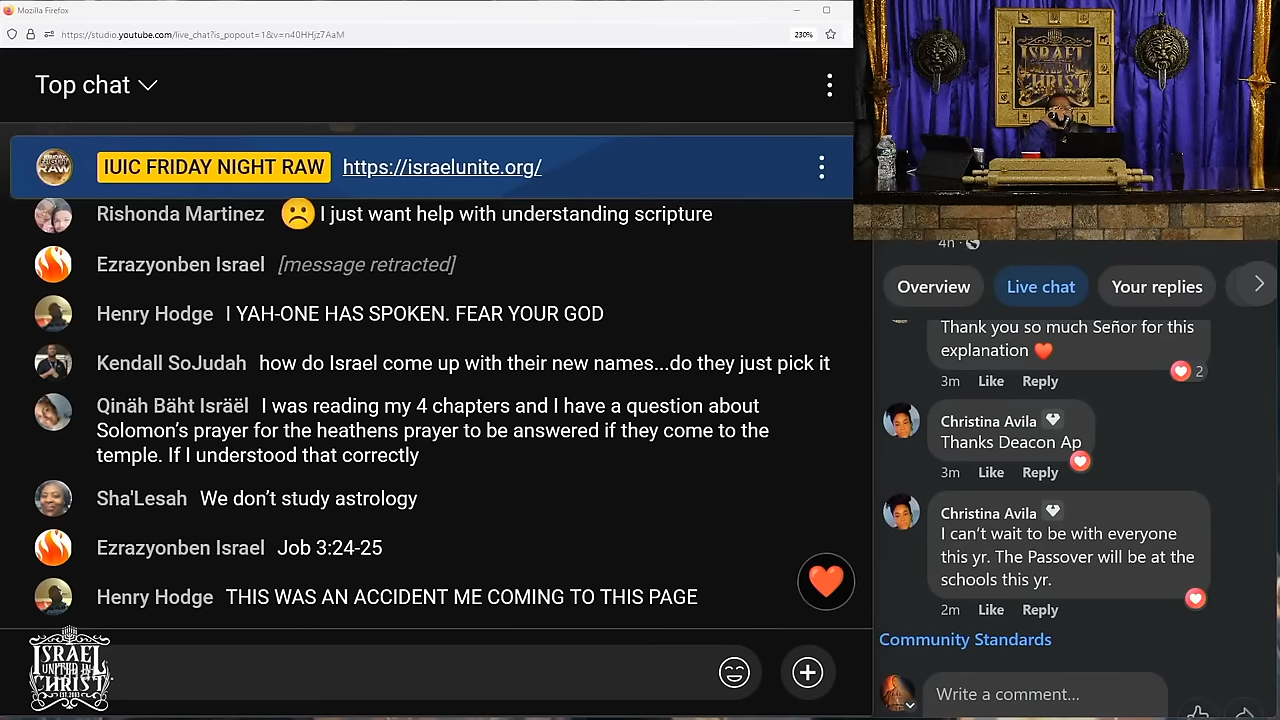 Mozilla Firefox
https://studio.youtube.com/live_chat?is_popout=1&v=n40HHjz7AaM
230%
Top chat
IUIC FRIDAY NIGHT RAW https://israelunite.org/
Rishonda Martinez I just want help with understanding scripture
Ezrazyonben Israel [message retracted]
Henry Hodge I YAH-ONE HAS SPOKEN. FEAR YOUR GOD
Kendall SoJudah how do Israel come up with their new names...do they just pick it
Qinäh Bäht Isräël I was reading my 4 chapters and I have a question about
Solomon's prayer for the heathens prayer to be answered if they come to the
temple. If I understood that correctly
Sha'Lesah We don't study astrology
Ezrazyonben Israel Job 3:24-25
Henry Hodge THIS WAS AN ACCIDENT ME COMING TO THIS PAGE
ISRAEL
UNITED IN
CHRIST
EST.2003
ISRAEL
UNITED IN
CHRIST
4h
Overview Live chat Your replies
Thank you so much Señor for this
explanation
2
3m Like Reply
Christina Avila
Thanks Deacon Ap
3m Like Reply
Christina Avila
I can't wait to be with everyone
this yr. The Passover will be at the
schools this yr.
2m Like Reply
Community Standards
Write a comment...